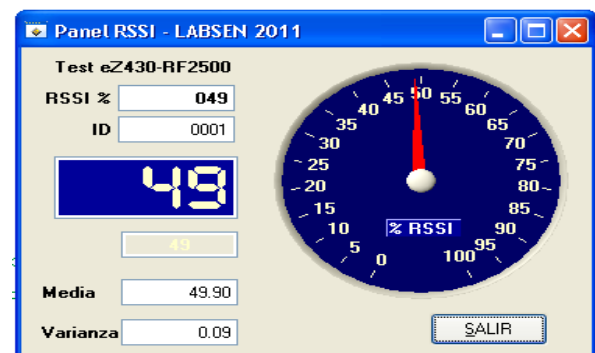 Panel RSSI - LABSEN 2011
Test eZ430-RF2500
RSSI % 049
ID 0001
49
49
Media 49.90
Varianza 0.09
0 5 10 15 20 25 30 35 40 45 50 55 60 65 70 75 80 85 90 95 100
% RSSI
SALIR